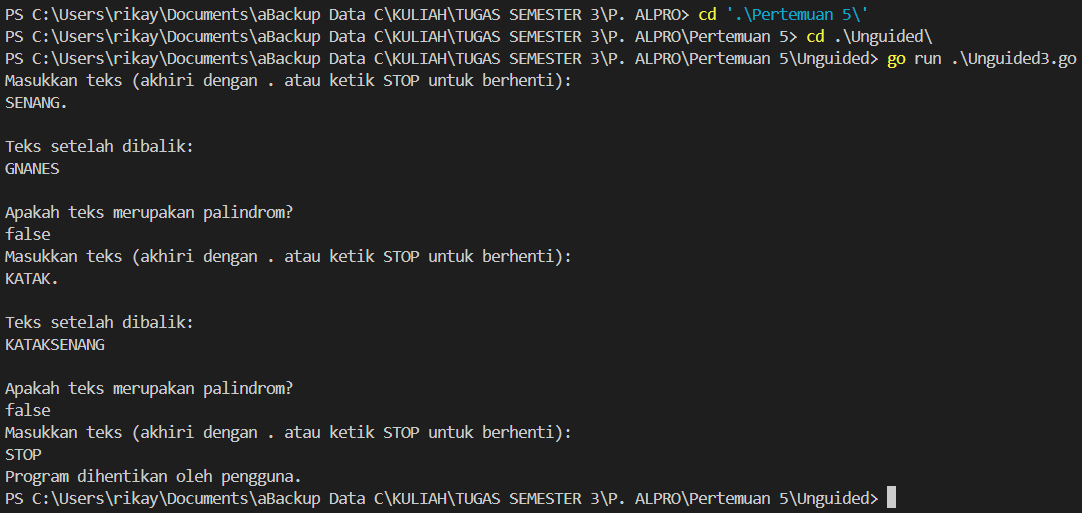 PS C:\Users\rikay\Documents\aBackup Data C\KULIAH\TUGAS SEMESTER 3\P. ALPRO> cd '.\Pertemuan 5\'
PS C:\Users\rikay\Documents\aBackup Data C\KULIAH\TUGAS SEMESTER 3\P. ALPRO\Pertemuan 5> cd .\Unguided\
PS C:\Users\rikay\Documents\aBackup Data C\KULIAH\TUGAS SEMESTER 3\P. ALPRO\Pertemuan 5\Unguided> go run .\Unguided3.go
Masukkan teks (akhiri dengan . atau ketik STOP untuk berhenti):
SENANG.
Teks setelah dibalik:
GNANES
Apakah teks merupakan palindrom?
false
Masukkan teks (akhiri dengan . atau ketik STOP untuk berhenti):
KATAK.
Teks setelah dibalik:
KATAKSENANG
Apakah teks merupakan palindrom?
false
Masukkan teks (akhiri dengan . atau ketik STOP untuk berhenti):
STOP
Program dihentikan oleh pengguna.
PS C:\Users\rikay\Documents\aBackup Data C\KULIAH\TUGAS SEMESTER 3\P. ALPRO\Pertemuan 5\Unguided>